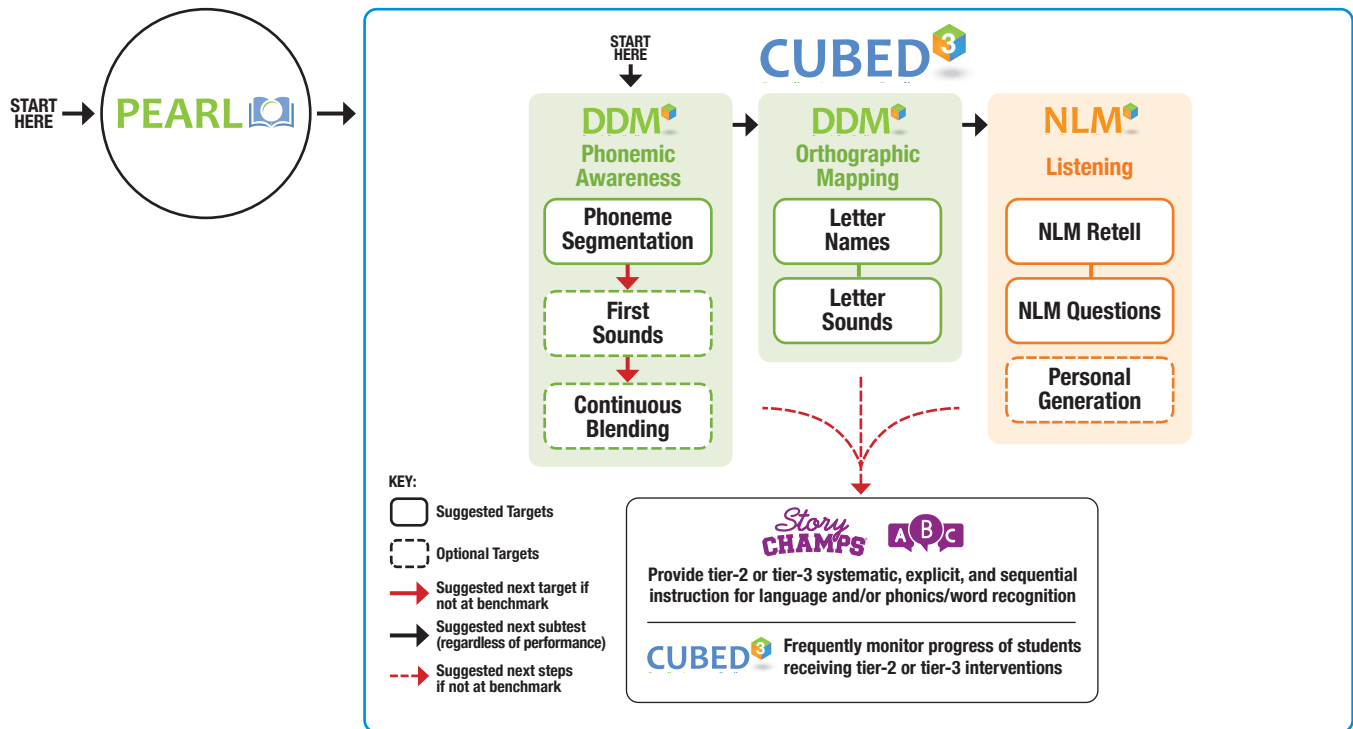 START
HERE
PEARL
START
HERE
CUBED 3
DDM
Phonemic
Awareness
Phoneme
Segmentation
First
Sounds
Continuous
Blending
DDM
Orthographic
Mapping
Letter
Names
Letter
Sounds
NLM
Listening
NLM Retell
NLM Questions
Personal
Generation
KEY:
Suggested Targets
Optional Targets
Suggested next target if
not at benchmark
Suggested next subtest
(regardless of performance)
Suggested next steps
if not at benchmark
Story
CHAMPS
A B C
Provide tier-2 or tier-3 systematic, explicit, and sequential
instruction for language and/or phonics/word recognition
CUBED 3
Frequently monitor progress of students
receiving tier-2 or tier-3 interventions